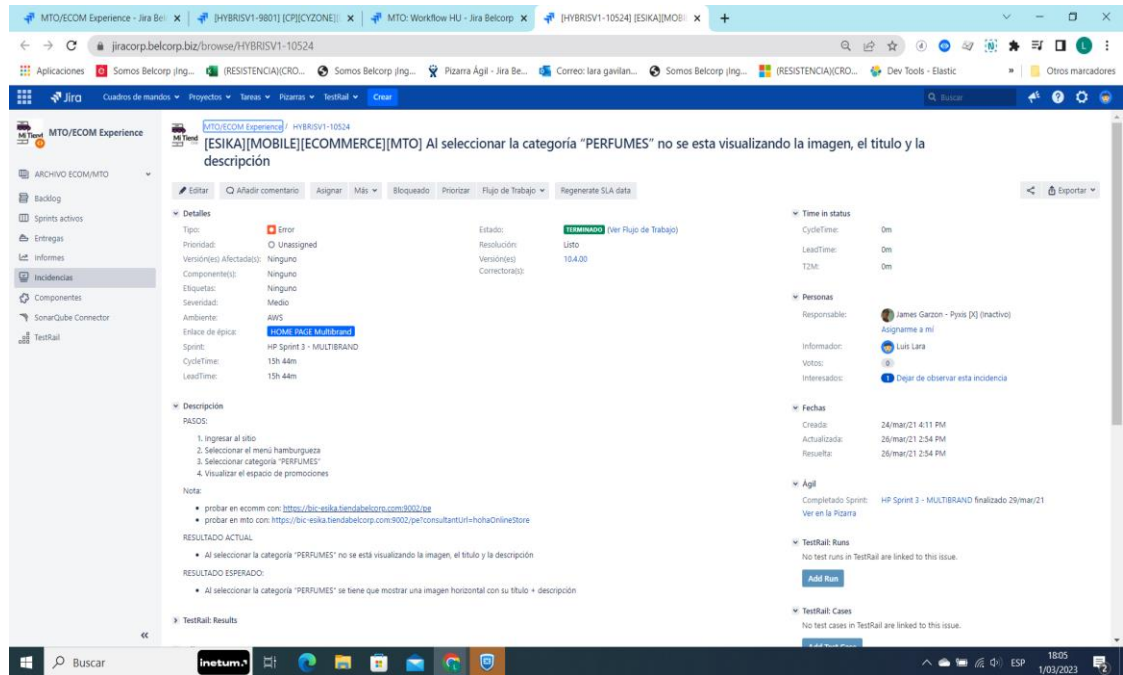 MTO/ECOM Experience - Jira Bel
[HYBRISV1-9801] [CP][CYZONE][
MTO: Workflow HU - Jira Belcorp
[HYBRISV1-10524] [ESIKA][MOBI
jiracorp.belcorp.biz/browse/HYBRISV1-10524
Aplicaciones
Somos Belcorp ¡Ing...
(RESISTENCIA)(CRO...
Somos Belcorp ¡Ing...
Pizarra Ágil - Jira Be...
Correo: lara gavilan...
Somos Belcorp ¡Ing...
(RESISTENCIA)(CRO...
Dev Tools - Elastic
»
Otros marcadores
Jira
Cuadros de mandos
Proyectos
Tareas
Pizarras
TestRail
Crear
Buscar
Mi Tiend
MTO/ECOM Experience
ARCHIVO ECOM/MTO
Backlog
Sprints activos
Entregas
Informes
Incidencias
Componentes
SonarQube Connector
TestRail
«
Mi Tiend
MTO/ECOM Experience / HYBRISV1-10524
[ESIKA][MOBILE][ECOMMERCE][MTO] Al seleccionar la categoría “PERFUMES” no se esta visualizando la imagen, el titulo y la
descripción
Editar
Añadir comentario
Asignar
Más
Bloqueado
Priorizar
Flujo de Trabajo
Regenerate SLA data
Exportar
Detalles
Tipo: Error
Prioridad: Unassigned
Versión(es) Afectada(s): Ninguno
Componente(s): Ninguno
Etiquetas: Ninguno
Severidad: Medio
Ambiente: AWS
Enlace de épica: HOME PAGE Multibrand
Sprint: HP Sprint 3 - MULTIBRAND
CycleTime: 15h 44m
LeadTime: 15h 44m
Estado: TERMINADO (Ver Flujo de Trabajo)
Resolución: Listo
Versión(es) 10.4.00
Correctora(s):
Descripción
PASOS:
1. Ingresar al sitio
2. Seleccionar el menú hamburgueza
3. Seleccionar categoría “PERFUMES”
4. Visualizar el espacio de promociones
Nota:
• probar en ecomm con: https://bic-esika.tiendabelcorp.com:9002/pe
• probar en mto con: https://bic-esika.tiendabelcorp.com:9002/pe?consultantUrl=hohaOnlineStore
RESULTADO ACTUAL
• Al seleccionar la categoría “PERFUMES” no se está visualizando la imagen, el titulo y la descripción
RESULTADO ESPERADO:
• Al seleccionar la categoría “PERFUMES” se tiene que mostrar una imagen horizontal con su titulo + descripción
TestRail: Results
Time in status
CycleTime: 0m
LeadTime: 0m
T2M: 0m
Personas
Responsable: James Garzon - Pyxis [X] (Inactivo)
Asignarme a mí
Informador: Luis Lara
Votos: 0
Interesados: 1 Dejar de observar esta incidencia
Fechas
Creada: 24/mar/21 4:11 PM
Actualizada: 26/mar/21 2:54 PM
Resuelta: 26/mar/21 2:54 PM
Ágil
Completado Sprint: HP Sprint 3 - MULTIBRAND finalizado 29/mar/21
Ver en la Pizarra
TestRail: Runs
No test runs in TestRail are linked to this issue.
Add Run
TestRail: Cases
No test cases in TestRail are linked to this issue.
Add Test Case
Buscar
inetum.
ESP
18:05
1/03/2023
2